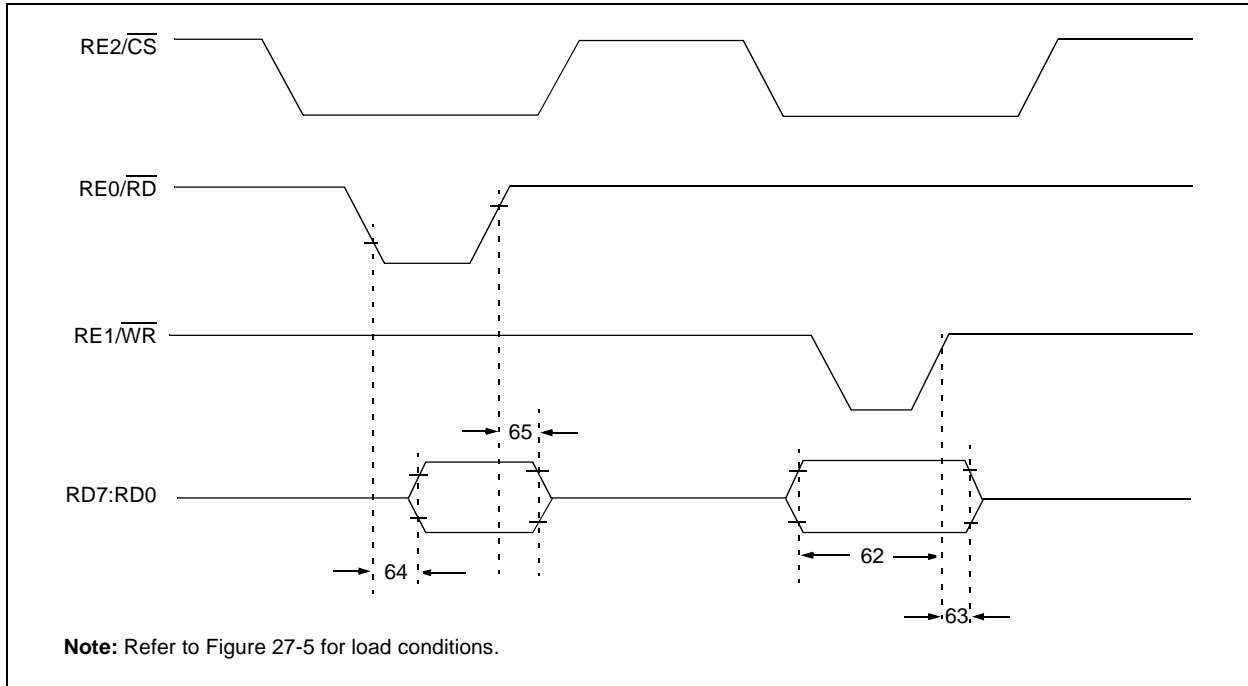 RE2/CS
RE0/RD
RE1/WR
65
RD7:RD0
62
64
63
Note: Refer to Figure 27-5 for load conditions.